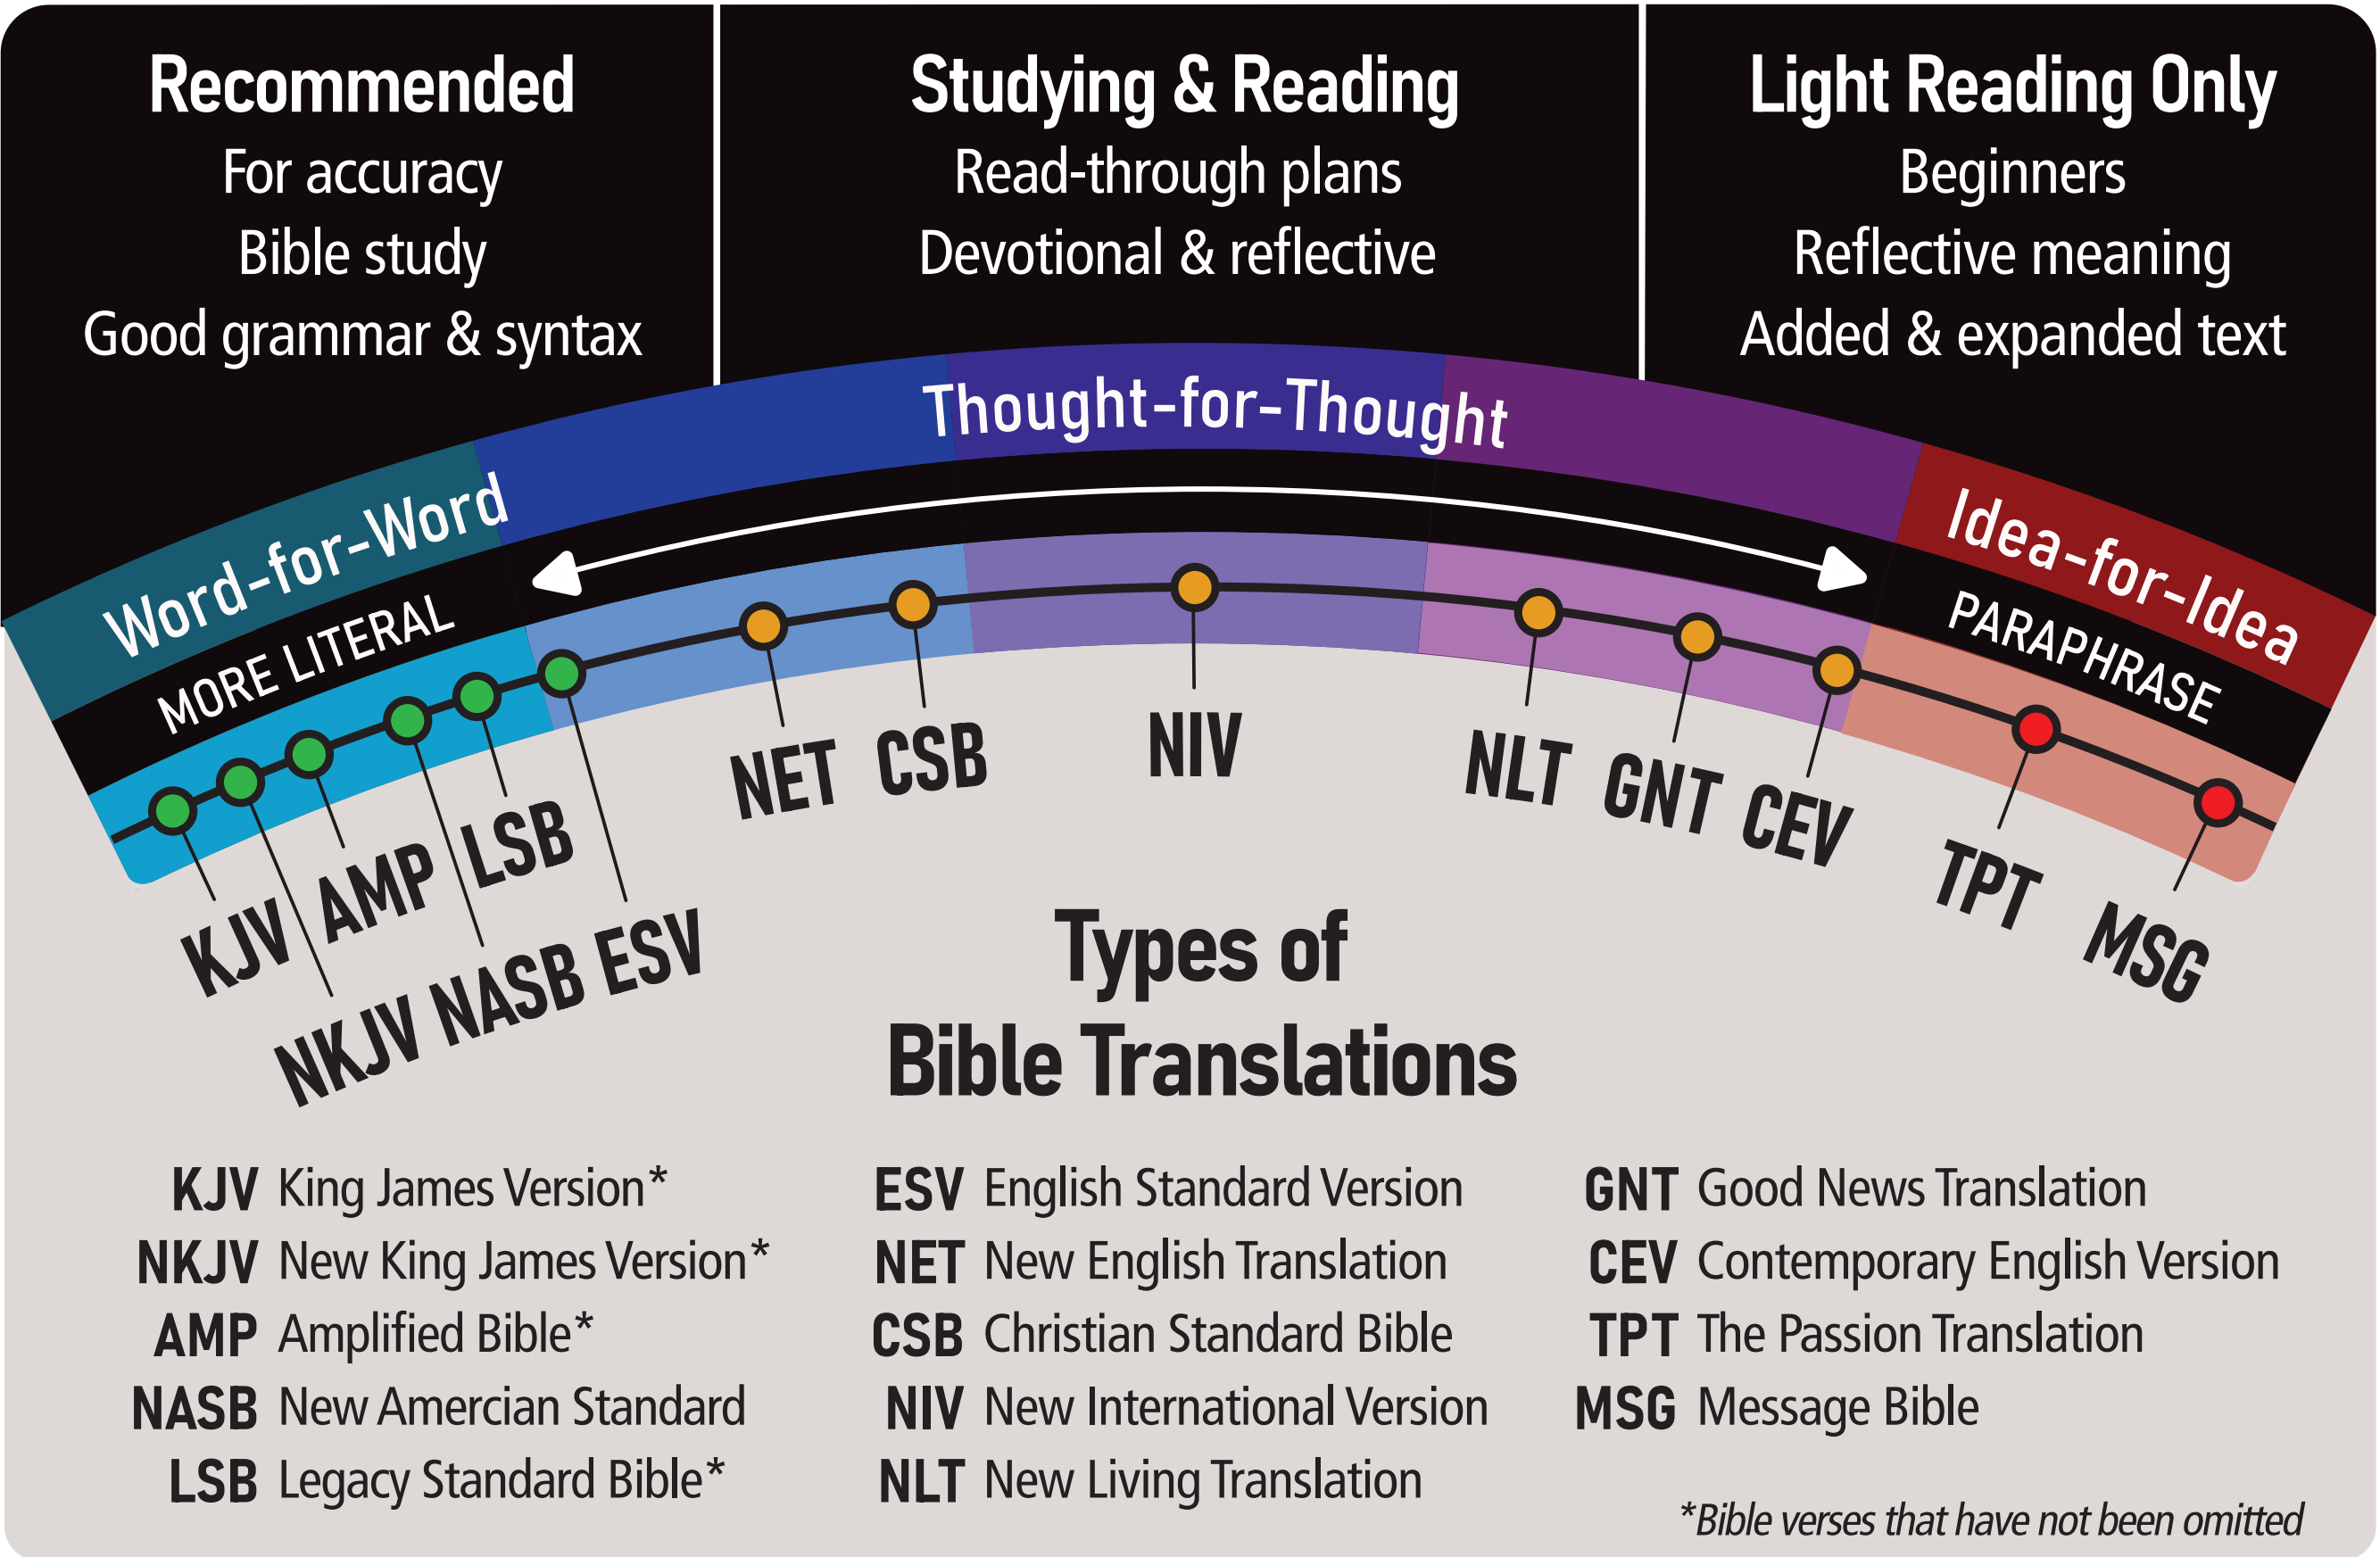 Recommended
For accuracy
Bible study
Good grammar & syntax
Studying & Reading
Read-through plans
Devotional & reflective
Light Reading Only
Beginners
Reflective meaning
Added & expanded text
Word-for-Word
Thought-for-Thought
Idea-for-Idea
MORE LITERAL
PARAPHRASE
KJV
NKJV
AMP
NASB
LSB
ESV
NET
CSB
NIV
NLT
GNT
CEV
TPT
MSG
Types of
Bible Translations
KJV King James Version*
NKJV New King James Version*
AMP Amplified Bible*
NASB New Amercian Standard
LSB Legacy Standard Bible*
ESV English Standard Version
NET New English Translation
CSB Christian Standard Bible
NIV New International Version
NLT New Living Translation
GNT Good News Translation
CEV Contemporary English Version
TPT The Passion Translation
MSG Message Bible
*Bible verses that have not been omitted